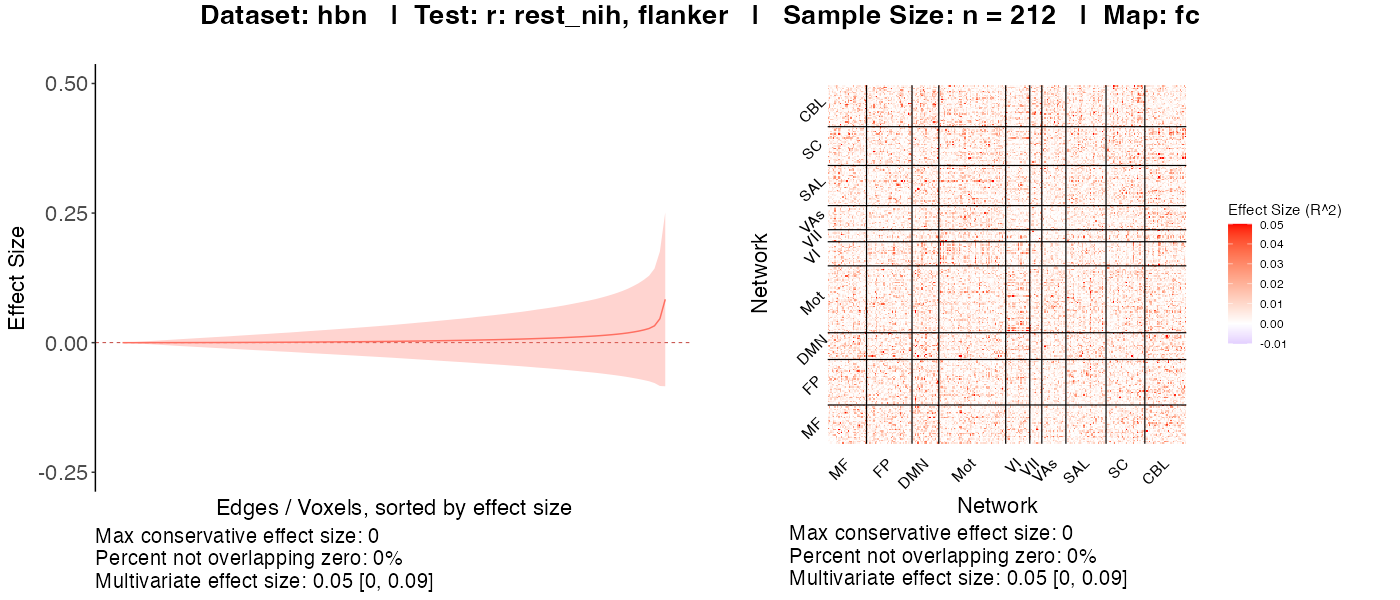 Dataset: hbn | Test: r: rest_nih, flanker | Sample Size: n = 212 | Map: fc
0.50
0.25
0.00
-0.25
Effect Size
Edges / Voxels, sorted by effect size
Max conservative effect size: 0
Percent not overlapping zero: 0%
Multivariate effect size: 0.05 [0, 0.09]
Network
CBL
SC
SAL
VAs
VII
VI
Mot
DMN
FP
MF
MF FP DMN Mot VI VII VAs SAL SC CBL
Network
Max conservative effect size: 0
Percent not overlapping zero: 0%
Multivariate effect size: 0.05 [0, 0.09]
Effect Size (R^2)
0.05
0.04
0.03
0.02
0.01
0.00
-0.01